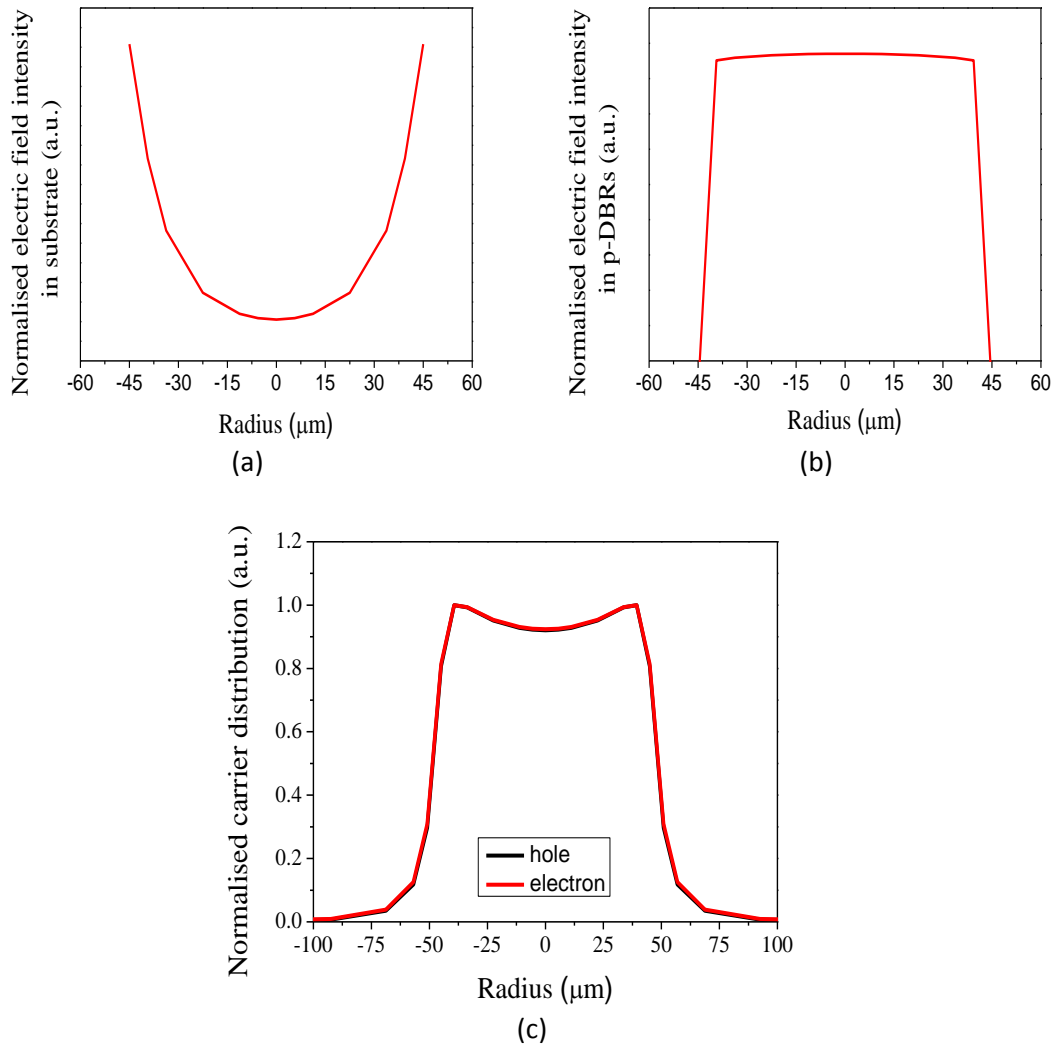 Normalised electric field intensity
in substrate (a.u.)
-60 -45 -30 -15 0 15 30 45 60
Radius (μm)
(a)
Normalised electric field intensity
in p-DBRs (a.u.)
-60 -45 -30 -15 0 15 30 45 60
Radius (μm)
(b)
Normalised carrier distribution (a.u.)
1.2
1.0
0.8
0.6
0.4
0.2
0.0
hole
electron
-100 -75 -50 -25 0 25 50 75 100
Radius (μm)
(c)